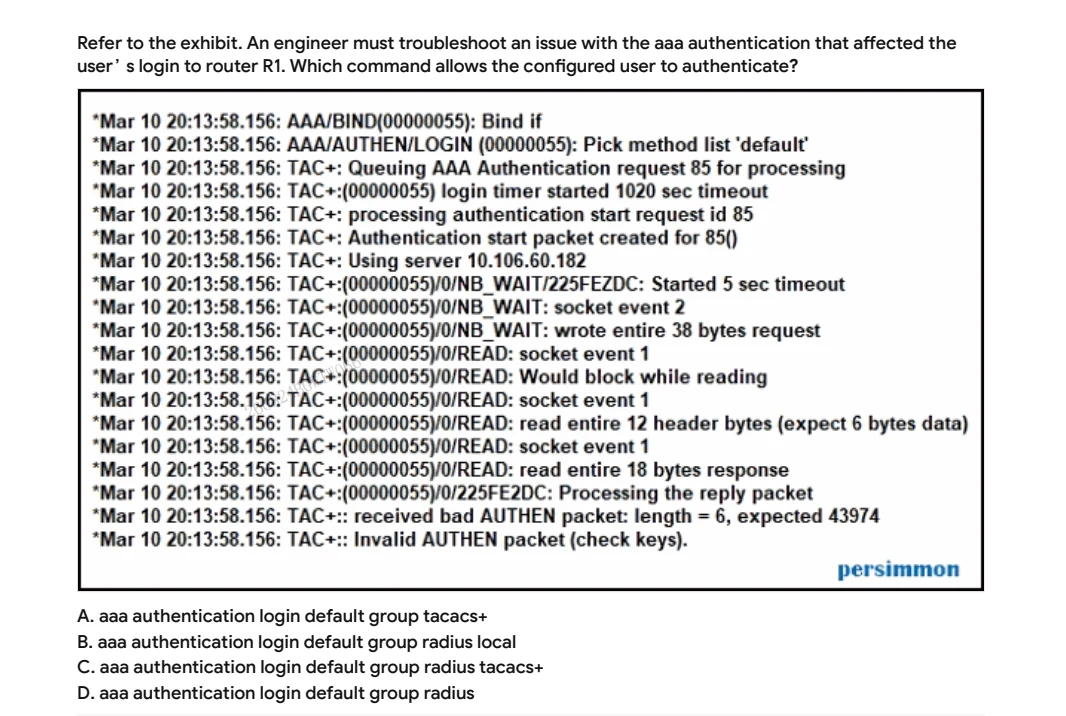 Refer to the exhibit. An engineer must troubleshoot an issue with the aaa authentication that affected the
user’ s login to router R1. Which command allows the configured user to authenticate?
*Mar 10 20:13:58.156: AAA/BIND(00000055): Bind if
*Mar 10 20:13:58.156: AAA/AUTHEN/LOGIN (00000055): Pick method list 'default'
*Mar 10 20:13:58.156: TAC+: Queuing AAA Authentication request 85 for processing
*Mar 10 20:13:58.156: TAC+:(00000055) login timer started 1020 sec timeout
*Mar 10 20:13:58.156: TAC+: processing authentication start request id 85
*Mar 10 20:13:58.156: TAC+: Authentication start packet created for 85()
*Mar 10 20:13:58.156: TAC+: Using server 10.106.60.182
*Mar 10 20:13:58.156: TAC+:(00000055)/0/NB_WAIT/225FEZDC: Started 5 sec timeout
*Mar 10 20:13:58.156: TAC+:(00000055)/0/NB_WAIT: socket event 2
*Mar 10 20:13:58.156: TAC+:(00000055)/0/NB_WAIT: wrote entire 38 bytes request
*Mar 10 20:13:58.156: TAC+:(00000055)/0/READ: socket event 1
*Mar 10 20:13:58.156: TAC+:(00000055)/0/READ: Would block while reading
*Mar 10 20:13:58.156: TAC+:(00000055)/0/READ: socket event 1
*Mar 10 20:13:58.156: TAC+:(00000055)/0/READ: read entire 12 header bytes (expect 6 bytes data)
*Mar 10 20:13:58.156: TAC+:(00000055)/0/READ: socket event 1
*Mar 10 20:13:58.156: TAC+:(00000055)/0/READ: read entire 18 bytes response
*Mar 10 20:13:58.156: TAC+:(00000055)/0/225FE2DC: Processing the reply packet
*Mar 10 20:13:58.156: TAC+:: received bad AUTHEN packet: length = 6, expected 43974
*Mar 10 20:13:58.156: TAC+:: Invalid AUTHEN packet (check keys).
persimmon
A. aaa authentication login default group tacacs+
B. aaa authentication login default group radius local
C. aaa authentication login default group radius tacacs+
D. aaa authentication login default group radius